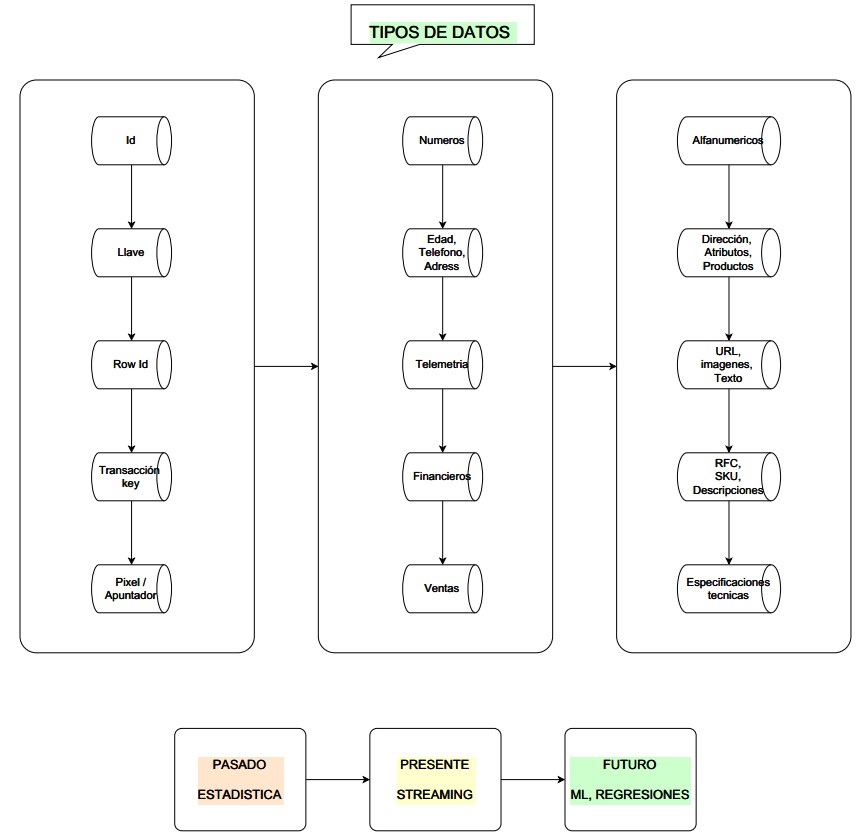 TIPOS DE DATOS
Id
Llave
Row Id
Transacción
key
Pixel /
Apuntador
Numeros
Edad,
Telefono,
Adress
Telemetria
Financieros
Ventas
Alfanumericos
Dirección,
Atributos,
Productos
URL,
imagenes,
Texto
RFC,
SKU,
Descripciones
Especificaciones
tecnicas
PASADO
ESTADISTICA
PRESENTE
STREAMING
FUTURO
ML, REGRESIONES